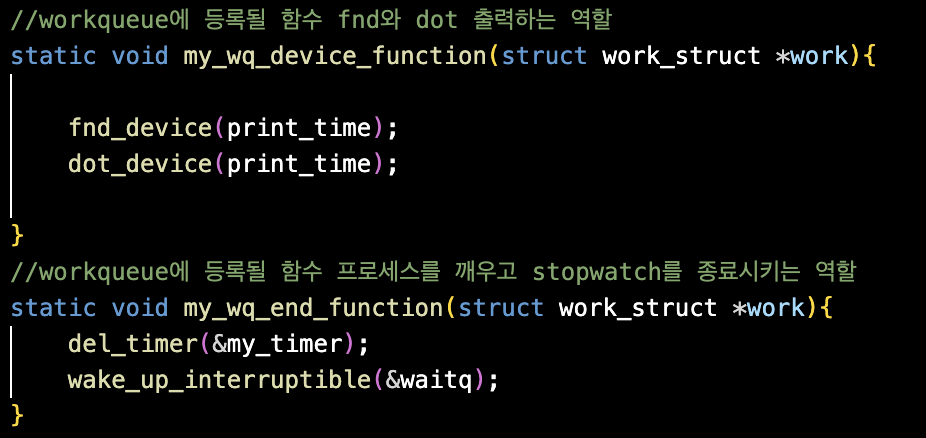 //workqueue에 등록될 함수 fnd와 dot 출력하는 역할
static void my_wq_device_function(struct work_struct *work){
fnd_device(print_time);
dot_device(print_time);
}
//workqueue에 등록될 함수 프로세스를 깨우고 stopwatch를 종료시키는 역할
static void my_wq_end_function(struct work_struct *work){
del_timer(&my_timer);
wake_up_interruptible(&waitq);
}